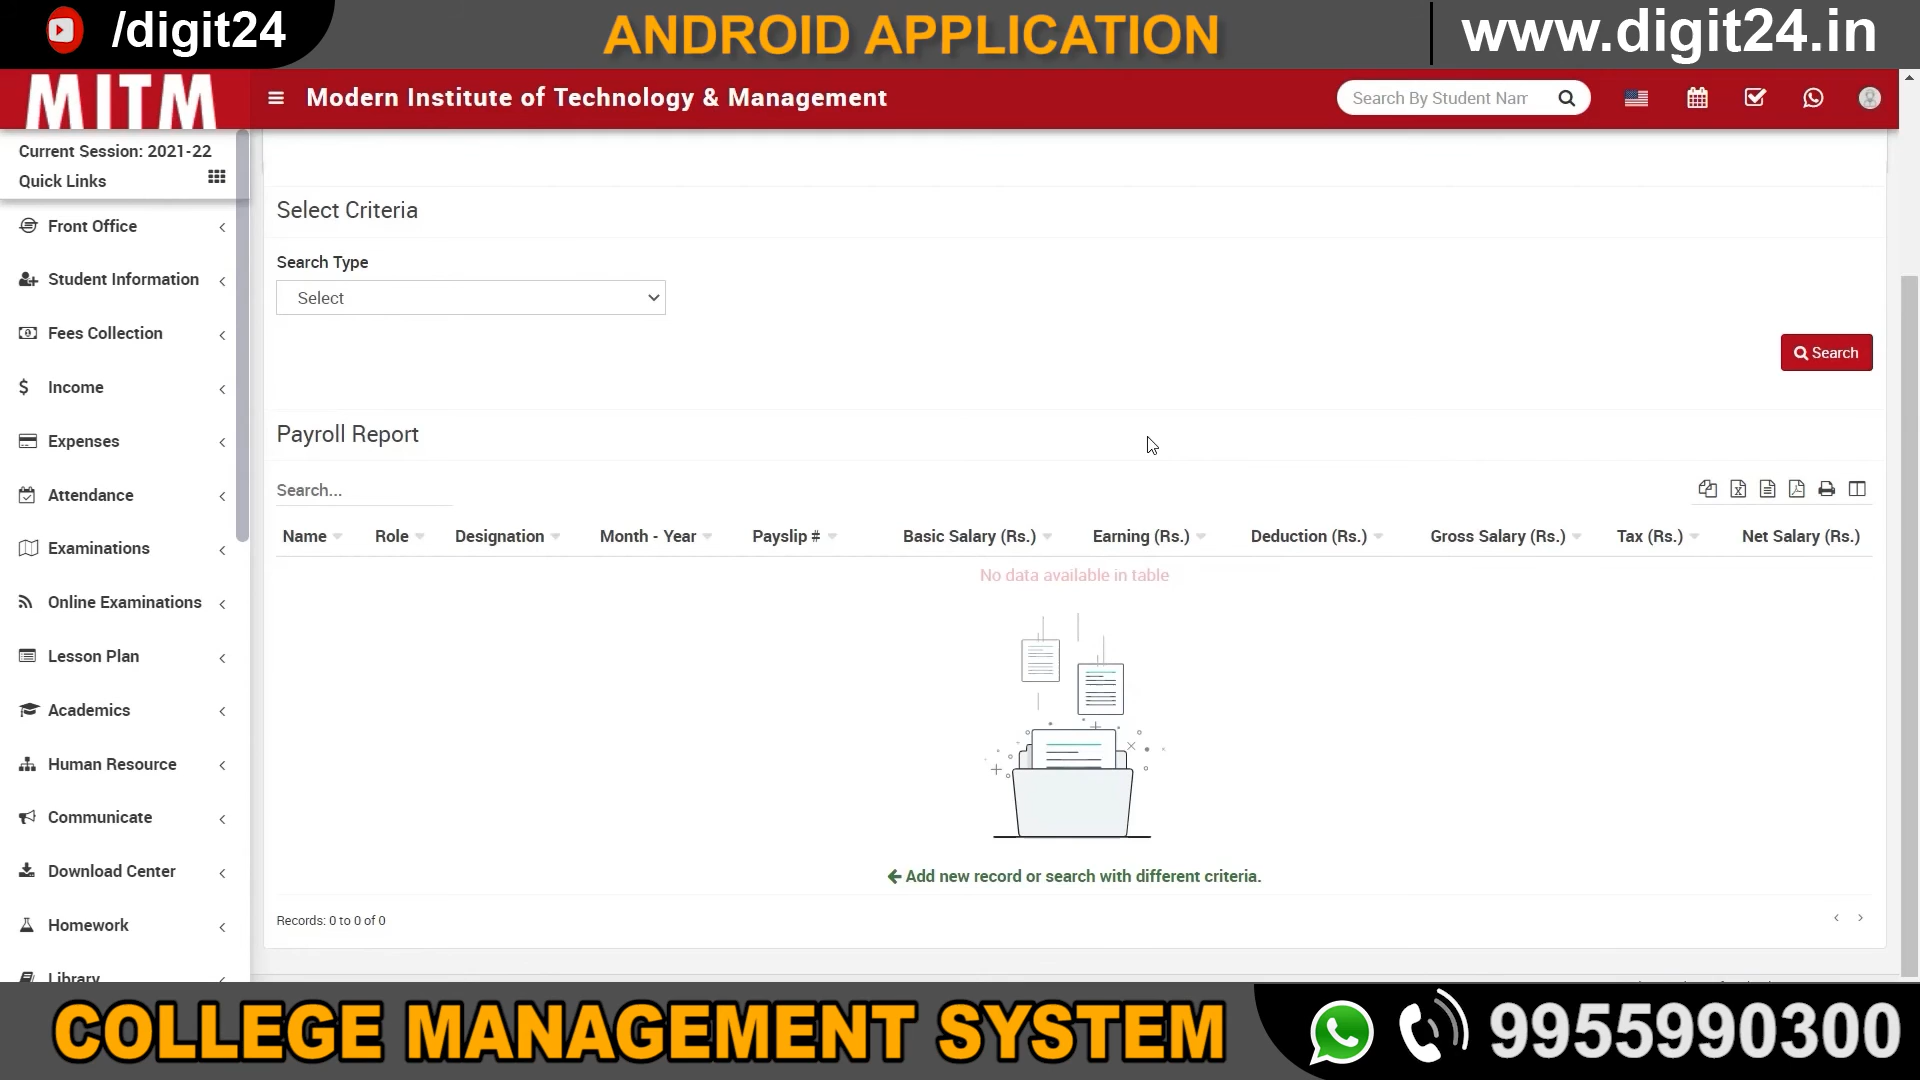 /digit24
ANDROID APPLICATION
www.digit24.in
MITM
Modern Institute of Technology & Management
Search By Student Nam
Current Session: 2021-22
Quick Links
Front Office
Student Information
Fees Collection
Income
Expenses
Attendance
Examinations
Online Examinations
Lesson Plan
Academics
Human Resource
Communicate
Download Center
Homework
Library
Select Criteria
Search Type
Select
Search
Payroll Report
Search...
Name Role Designation Month - Year Payslip # Basic Salary (Rs.) Earning (Rs.) Deduction (Rs.) Gross Salary (Rs.) Tax (Rs.) Net Salary (Rs.)
No data available in table
Add new record or search with different criteria.
Records: 0 to 0 of 0
COLLEGE MANAGEMENT SYSTEM
9955990300